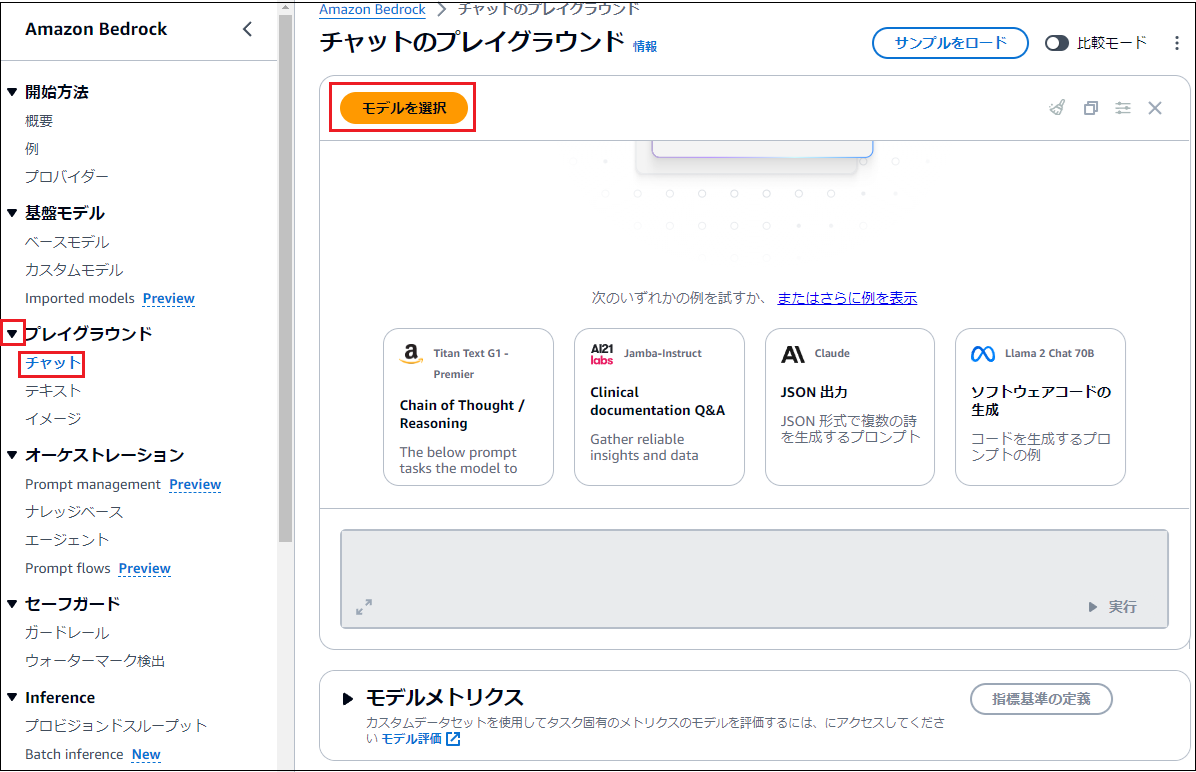 Amazon Bedrock
開始方法
概要
例
プロバイダー
基盤モデル
ベースモデル
カスタムモデル
Imported models Preview
プレイグラウンド
チャット
テキスト
イメージ
オーケストレーション
Prompt management Preview
ナレッジベース
エージェント
Prompt flows Preview
セーフガード
ガードレール
ウォーターマーク検出
Inference
プロビジョンドスループット
Batch inference New
Amazon Bedrock > チャットのプレイグラウンド
チャットのプレイグラウンド 情報
サンプルをロード
比較モード
モデルを選択
次のいずれかの例を試すか、 またはさらに例を表示
a
Titan Text G1 -
Premier
Chain of Thought /
Reasoning
The below prompt
tasks the model to
AI21
labs
Jamba-Instruct
Clinical
documentation Q&A
Gather reliable
insights and data
Claude
JSON 出力
JSON 形式で複数の詩
を生成するプロンプト
Llama 2 Chat 70B
ソフトウェアコードの
生成
コードを生成するプロ
ンプトの例
実行
モデルメトリクス
カスタムデータセットを使用してタスク固有のメトリクスのモデルを評価するには、にアクセスしてくださ
い モデル評価
指標基準の定義